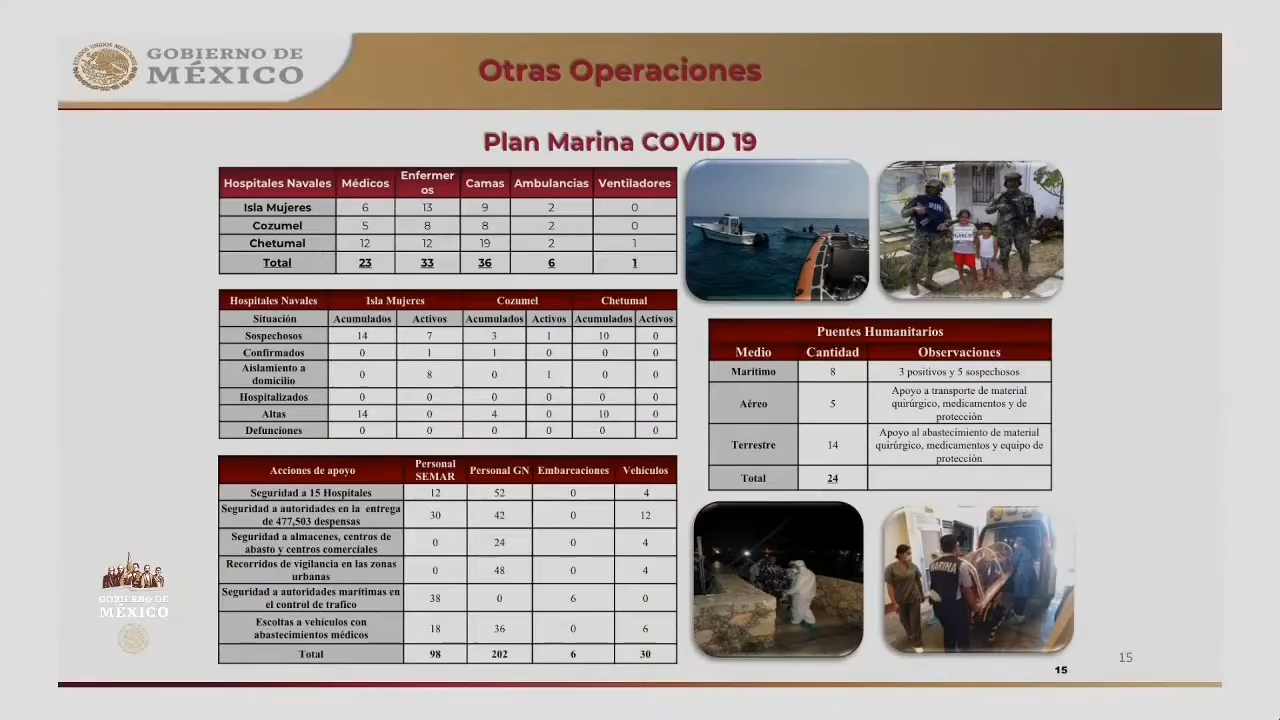 GOBIERNO DE
MÉXICO
Otras Operaciones
Plan Marina COVID 19
Hospitales Navales Médicos Enfermer os Camas Ambulancias Ventiladores
Isla Mujeres 6 13 9 2 0
Cozumel 5 8 8 2 0
Chetumal 12 12 19 2 1
Total 23 33 36 6 1
Hospitales Navales Isla Mujeres Cozumel Chetumal
Situación Acumulados Activos Acumulados Activos Acumulados Activos
Sospechosos 14 7 3 1 10 0
Confirmados 0 1 1 0 0 0
Aislamiento a
domicilio 0 8 0 1 0 0
Hospitalizados 0 0 0 0 0 0
Altas 14 0 4 0 10 0
Defunciones 0 0 0 0 0 0
Acciones de apoyo Personal SEMAR Personal GN Embarcaciones Vehículos
Seguridad a 15 Hospitales 12 52 0 4
Seguridad a autoridades en la entrega
de 477,503 despensas 30 42 0 12
Seguridad a almacenes, centros de
abasto y centros comerciales 0 24 0 4
Recorridos de vigilancia en las zonas
urbanas 0 48 0 4
Seguridad a autoridades marítimas en
el control de trafico 38 0 6 0
Escoltas a vehículos con
abastecimientos médicos 18 36 0 6
Total 98 202 6 30
Puentes Humanitarios
Medio Cantidad Observaciones
Marítimo 8 3 positivos y 5 sospechosos
Aéreo 5 Apoyo a transporte de material
quirúrgico, medicamentos y de
protección
Terrestre 14 Apoyo al abastecimiento de material
quirúrgico, medicamentos y equipo de
protección
Total 24
MARINA
GOBIERNO DE
MÉXICO
15
15